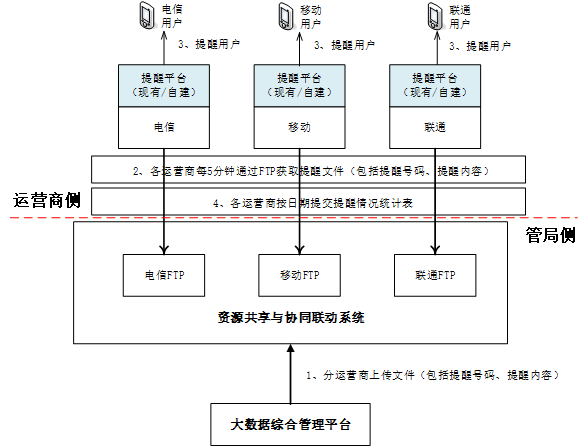 电信
用户
移动
用户
联通
用户
3、提醒用户
3、提醒用户
3、提醒用户
提醒平台
（现有/自建）
提醒平台
（现有/自建）
提醒平台
（现有/自建）
电信
移动
联通
2、各运营商每5分钟通过FTP获取提醒文件（包括提醒号码、提醒内容）
运营商侧
4、各运营商按日期提交提醒情况统计表
管局侧
电信FTP
移动FTP
联通FTP
资源共享与协同联动系统
1、分运营商上传文件（包括提醒号码、提醒内容）
大数据综合管理平台